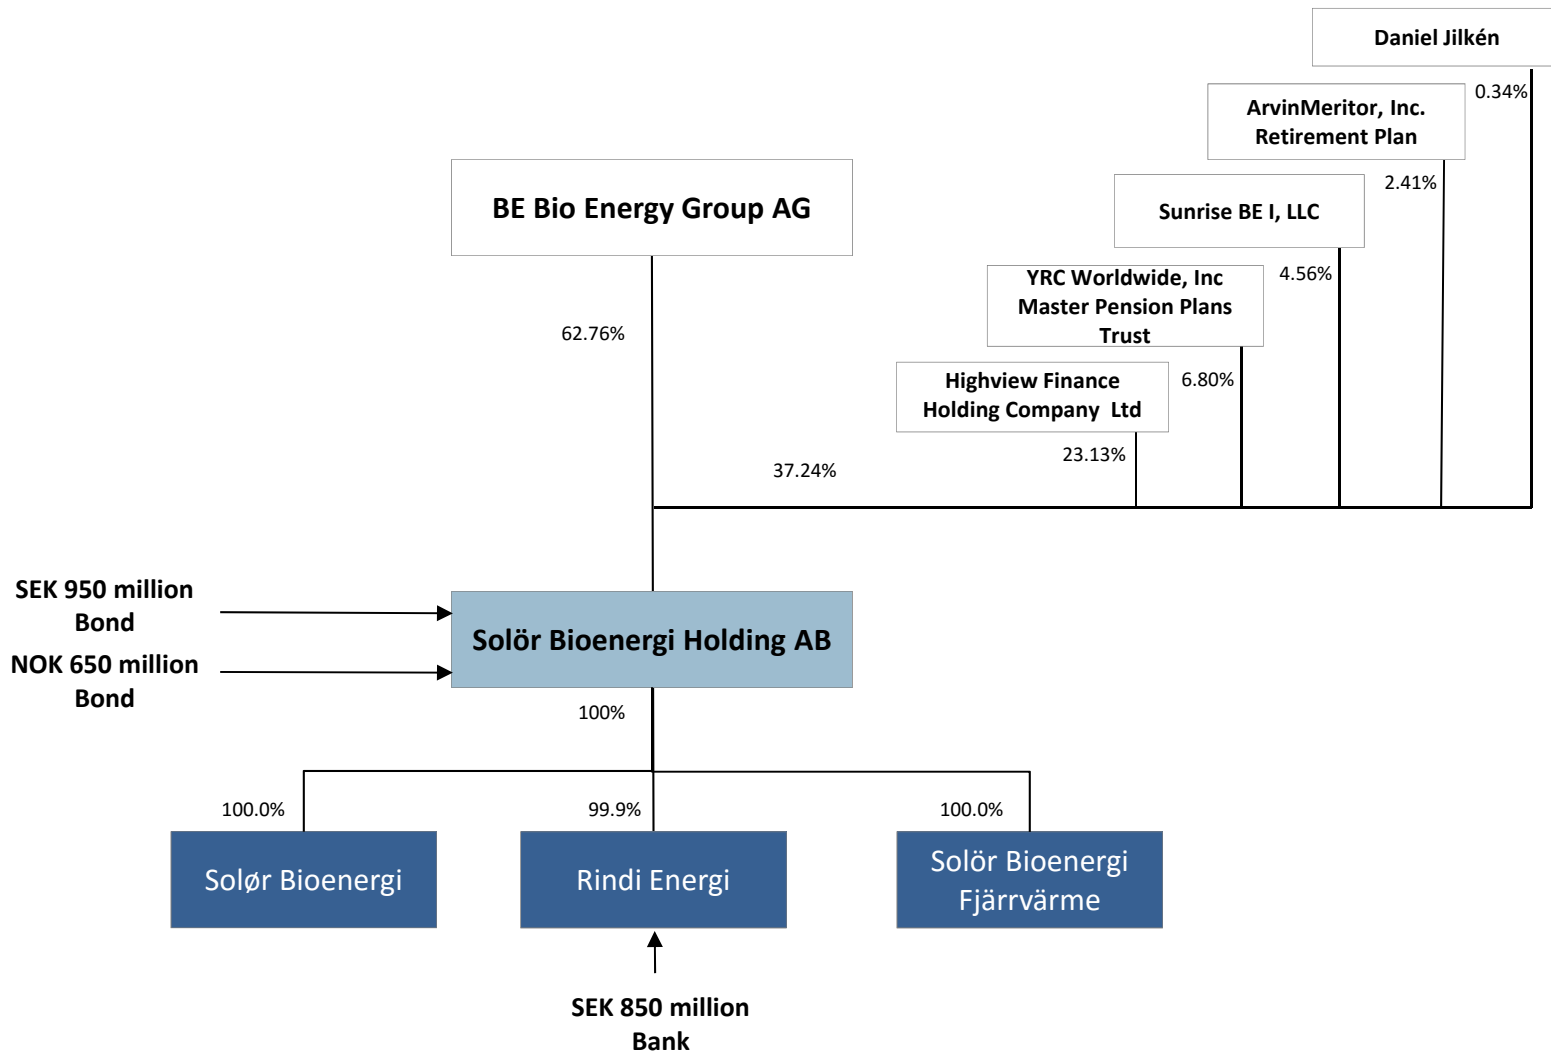 Daniel Jilkén
0.34%
ArvinMeritor, Inc.
Retirement Plan
2.41%
BE Bio Energy Group AG
Sunrise BE I, LLC
4.56%
YRC Worldwide, Inc
Master Pension Plans
Trust
6.80%
62.76%
Highview Finance
Holding Company Ltd
23.13%
37.24%
SEK 950 million
Bond
NOK 650 million
Bond
Solör Bioenergi Holding AB
100%
100.0%
99.9%
100.0%
Solør Bioenergi
Rindi Energi
Solör Bioenergi
Fjärrvärme
SEK 850 million
Bank